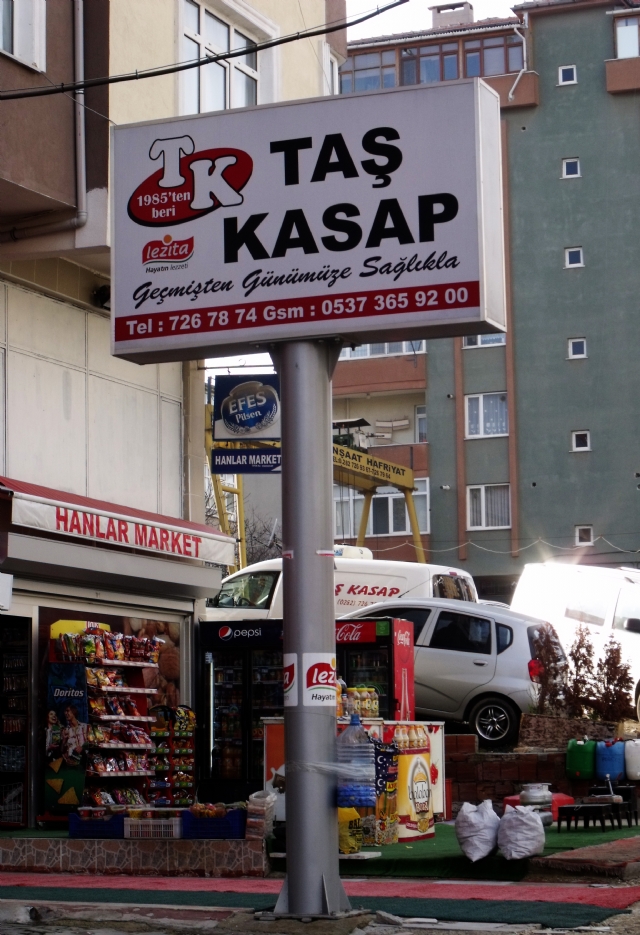 TK
1985'ten
beri
TAŞ
KASAP
lezita
Hayatın lezzeti
Geçmişten Günümüze Sağlıkla
Tel : 726 78 74 Gsm : 0537 365 92 00
EFES
Pilsen
HANLAR MARKET
HAFRİYAT
HANLAR MARKET
Ş KASAP
pepsi
Coca-Cola
lezita
Hayatın
Doritos